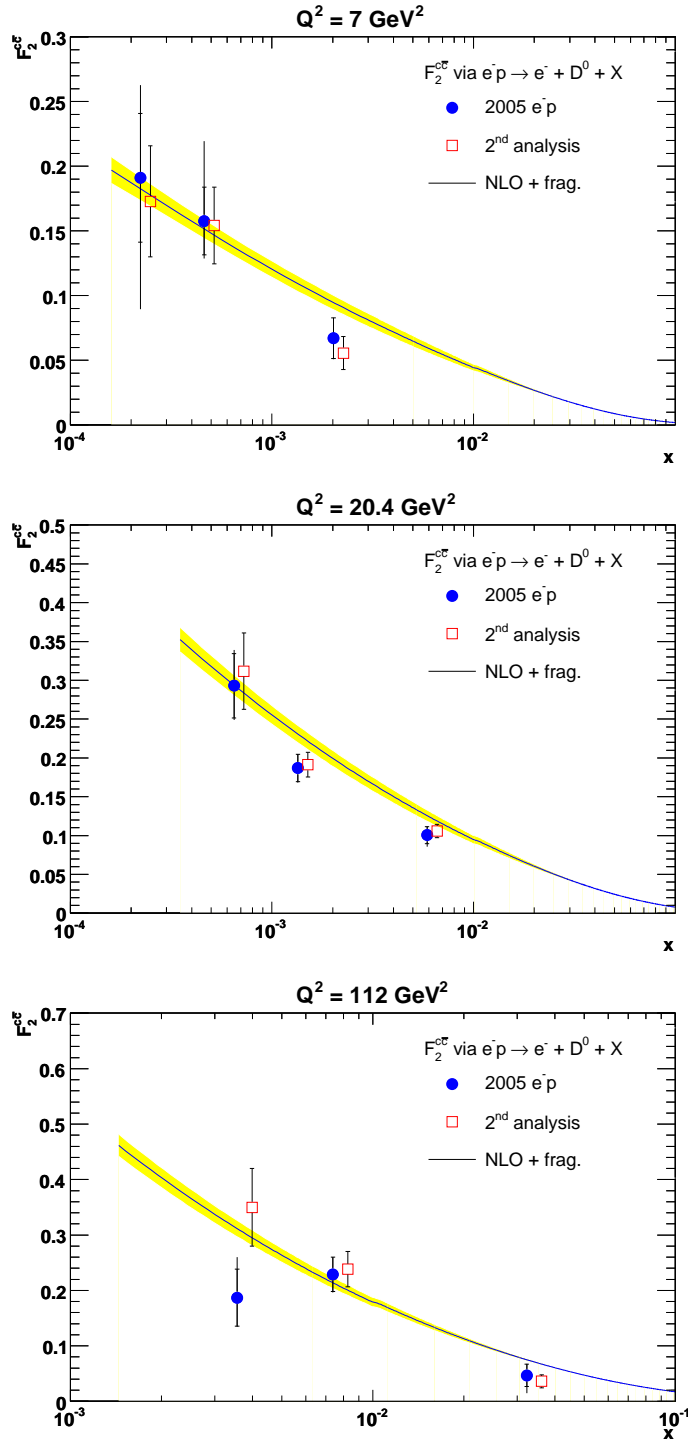 Q² = 7 GeV²
F₂^cc̄
0.3
0.25
0.2
0.15
0.1
0.05
0
F₂^cc̄ via e⁻p → e⁻ + D⁰ + X
2005 e⁻p
2ⁿᵈ analysis
NLO + frag.
10⁻⁴
10⁻³
10⁻²
x
Q² = 20.4 GeV²
F₂^cc̄
0.5
0.45
0.4
0.35
0.3
0.25
0.2
0.15
0.1
0.05
0
F₂^cc̄ via e⁻p → e⁻ + D⁰ + X
2005 e⁻p
2ⁿᵈ analysis
NLO + frag.
10⁻⁴
10⁻³
10⁻²
x
Q² = 112 GeV²
F₂^cc̄
0.7
0.6
0.5
0.4
0.3
0.2
0.1
0
F₂^cc̄ via e⁻p → e⁻ + D⁰ + X
2005 e⁻p
2ⁿᵈ analysis
NLO + frag.
10⁻³
10⁻²
10⁻¹
x